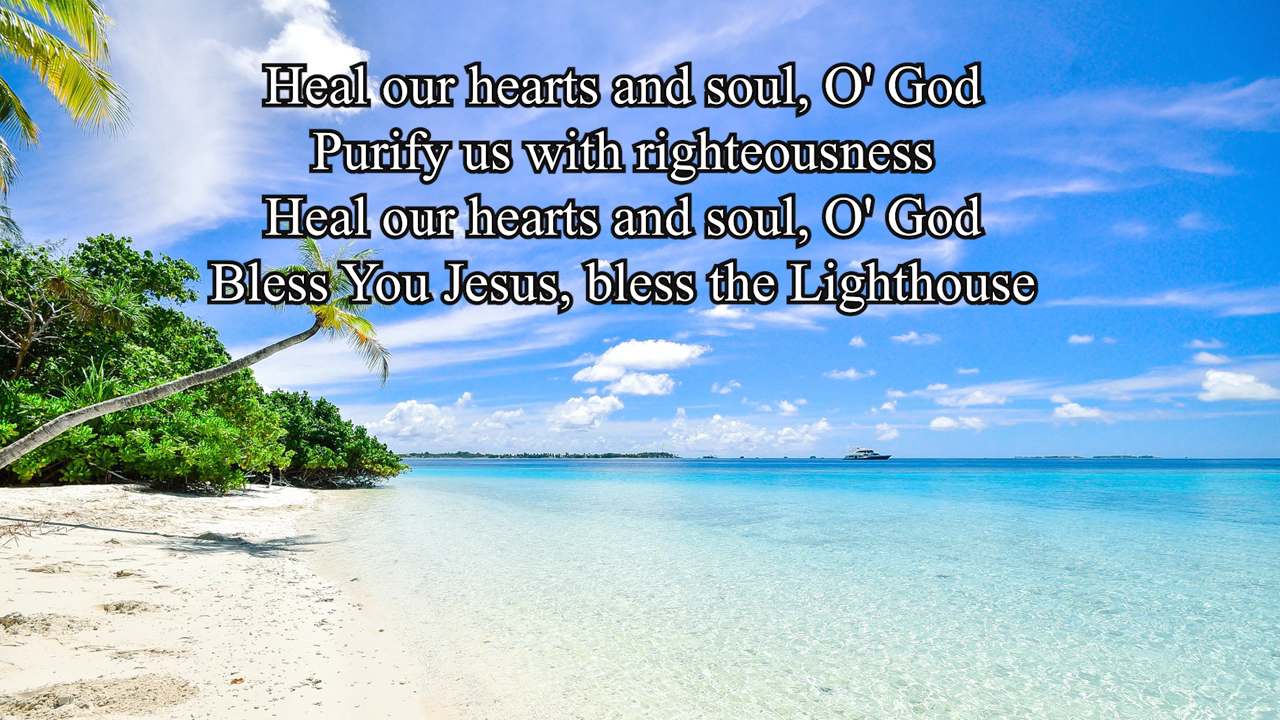 Heal our hearts and soul, O' God
Purify us with righteousness
Heal our hearts and soul, O' God
Bless You Jesus, bless the Lighthouse